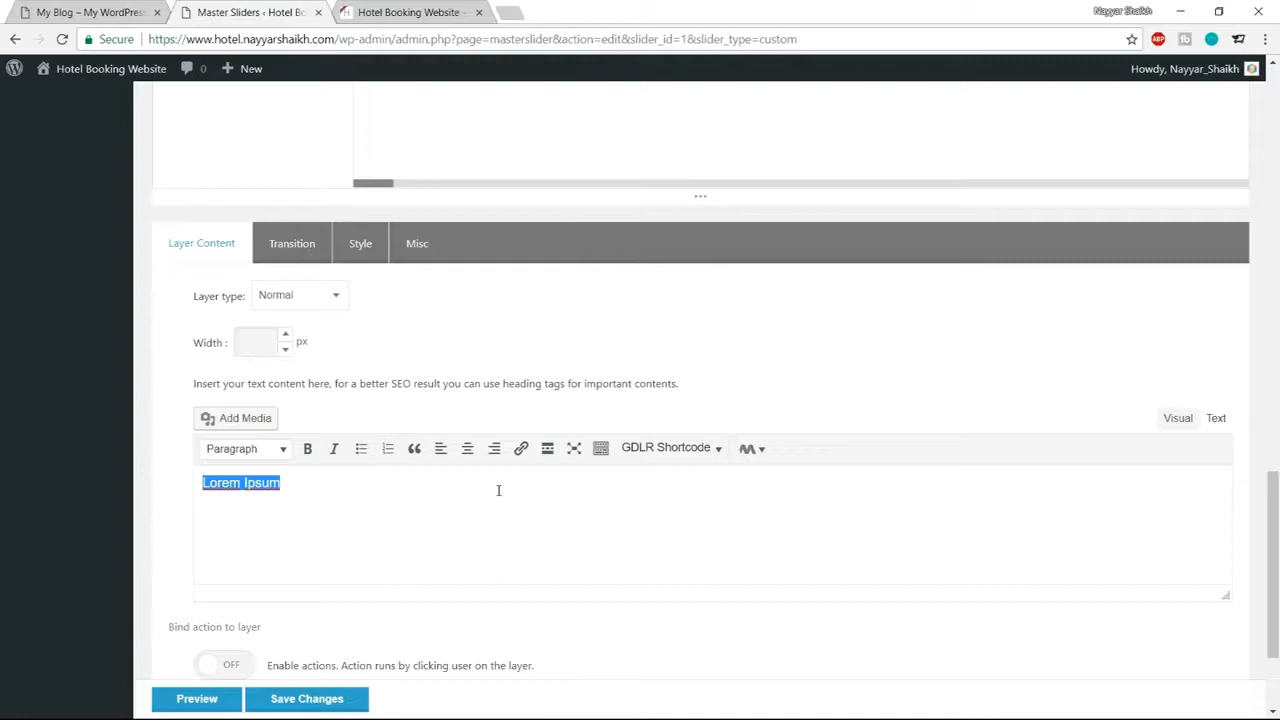 My Blog – My WordPress
Master Sliders ‹ Hotel Bo
Hotel Booking Website –
Nayyar Shaikh
Secure
https://www.hotel.nayyarshaikh.com/wp-admin/admin.php?page=masterslider&action=edit&slider_id=1&slider_type=custom
ABP
Hotel Booking Website
0
New
Howdy, Nayyar_Shaikh
Layer Content
Transition
Style
Misc
Layer type:
Normal
Width :
px
Insert your text content here, for a better SEO result you can use heading tags for important contents.
Add Media
Visual
Text
Paragraph
B
I
GDLR Shortcode
Lorem Ipsum
Bind action to layer
OFF
Enable actions. Action runs by clicking user on the layer.
Preview
Save Changes